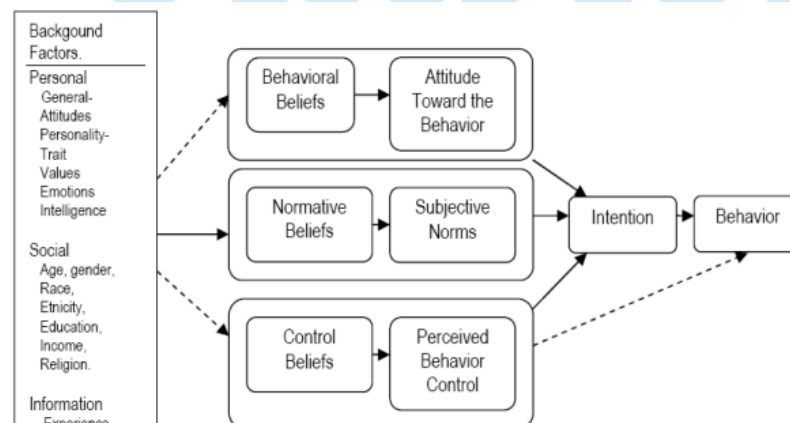 Backgound
Factors.
Personal
General-
Attitudes
Personality-
Trait
Values
Emotions
Intelligence
Social
Age, gender,
Race,
Etnicity,
Education,
Income,
Religion.
Information
Experience
Behavioral
Beliefs
Attitude
Toward the
Behavior
Normative
Beliefs
Subjective
Norms
Control
Beliefs
Perceived
Behavior
Control
Intention
Behavior